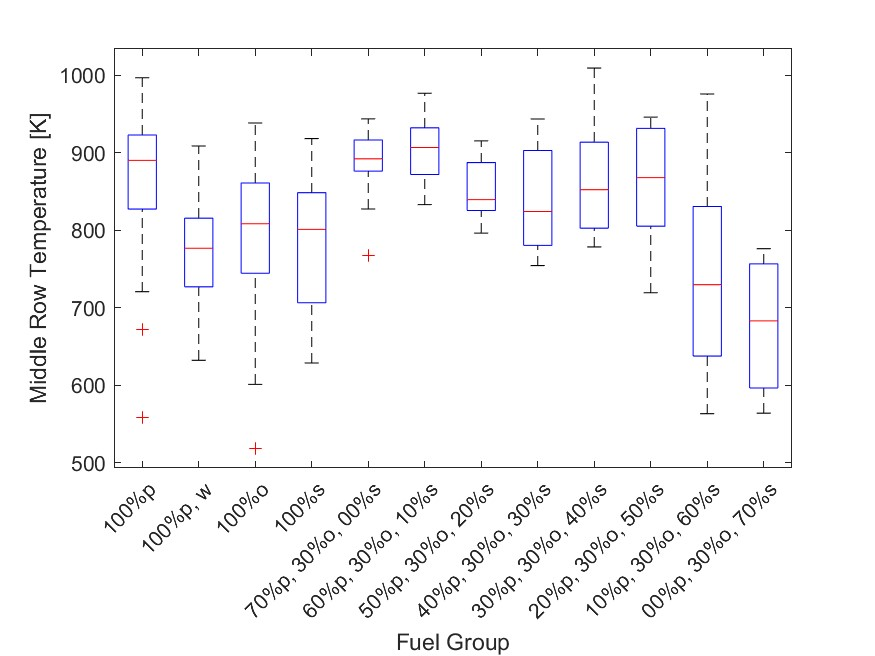 Middle Row Temperature [K]
1000
900
800
700
600
500
100%p
100%p, w
100%o
100%s
70%p, 30%o, 00%s
60%p, 30%o, 10%s
50%p, 30%o, 20%s
40%p, 30%o, 30%s
30%p, 30%o, 40%s
20%p, 30%o, 50%s
10%p, 30%o, 60%s
00%p, 30%o, 70%s
Fuel Group